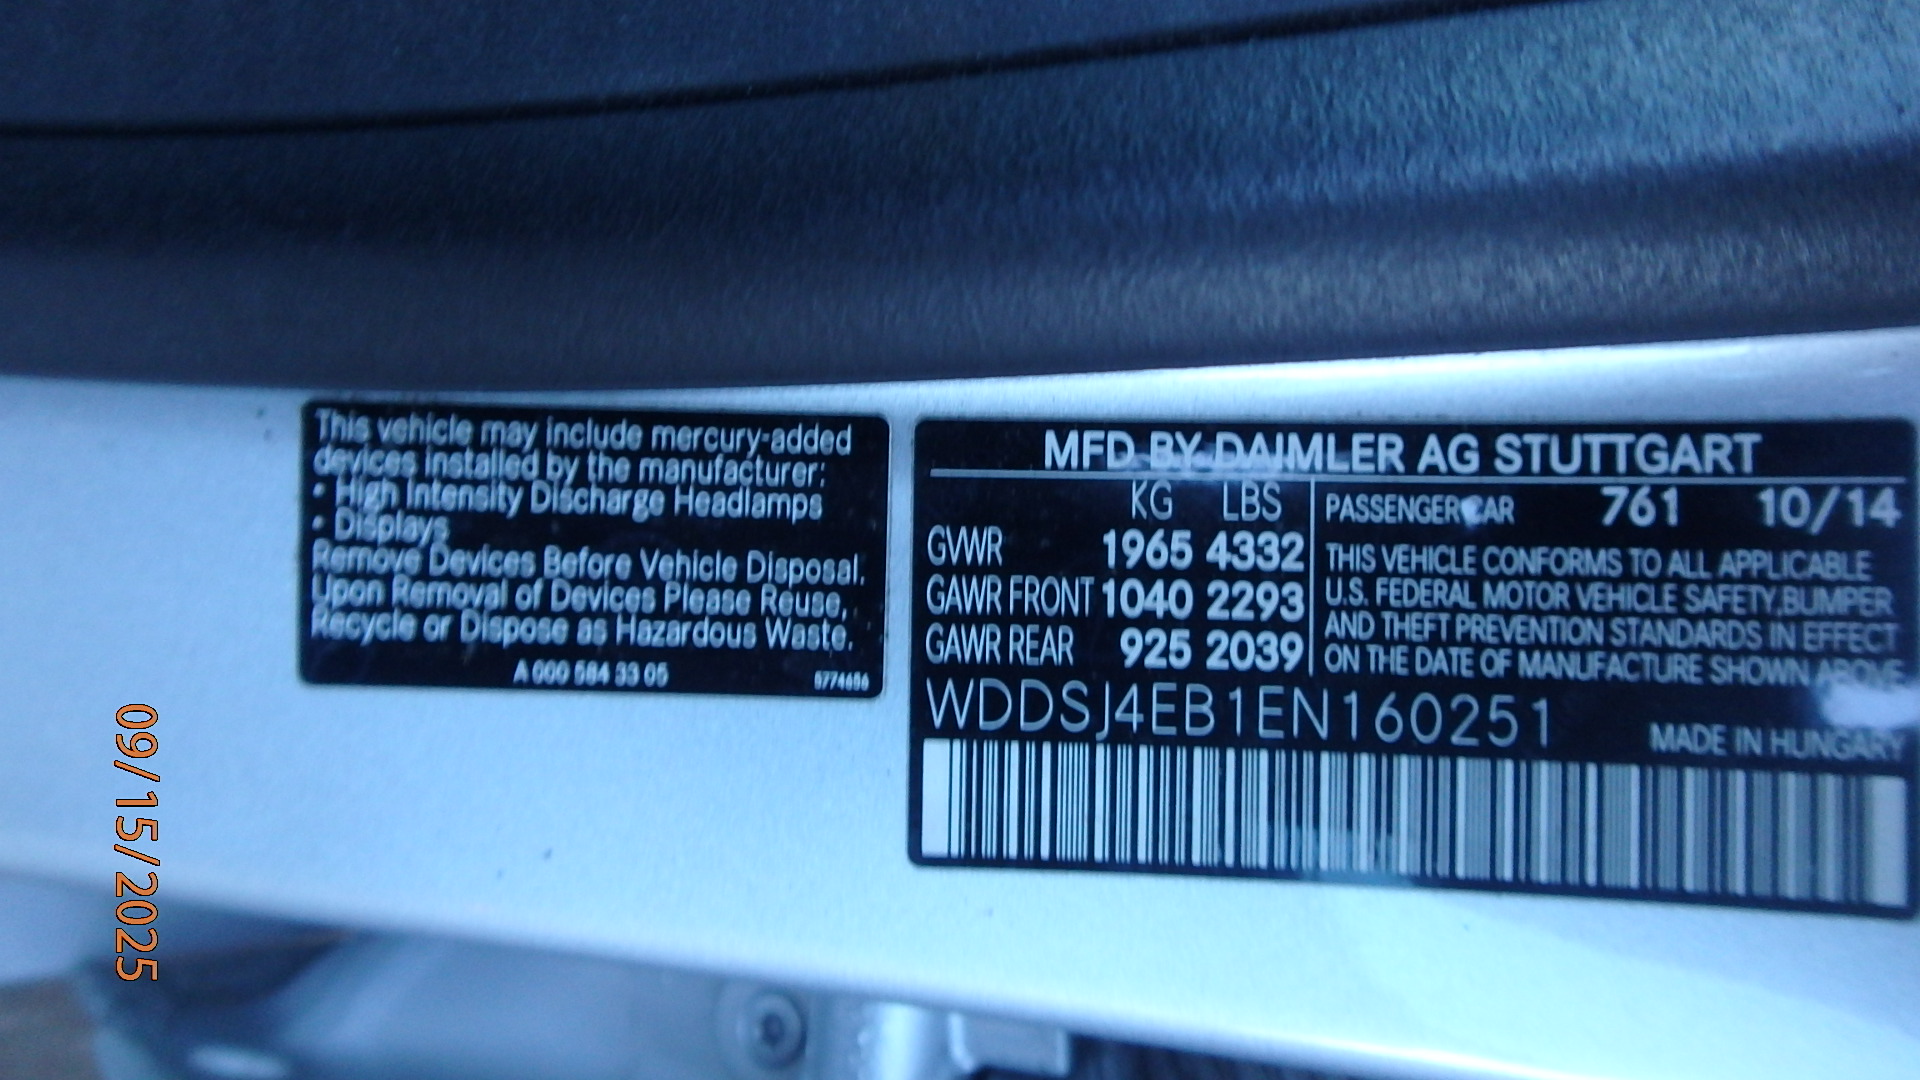 This vehicle may include mercury-added
devices installed by the manufacturer:
• High Intensity Discharge Headlamps
• Displays
Remove Devices Before Vehicle Disposal.
Upon Removal of Devices Please Reuse,
Recycle or Dispose as Hazardous Waste.
A 000 584 33 05
MFD BY DAIMLER AG STUTTGART
KG LBS
GVWR 1965 4332
GAWR FRONT 1040 2293
GAWR REAR 925 2039
PASSENGER CAR 761 10/14
THIS VEHICLE CONFORMS TO ALL APPLICABLE
U.S. FEDERAL MOTOR VEHICLE SAFETY,BUMPER
AND THEFT PREVENTION STANDARDS IN EFFECT
ON THE DATE OF MANUFACTURE SHOWN ABOVE
WDDSJ4EB1EN160251
MADE IN HUNGARY
09/15/2025